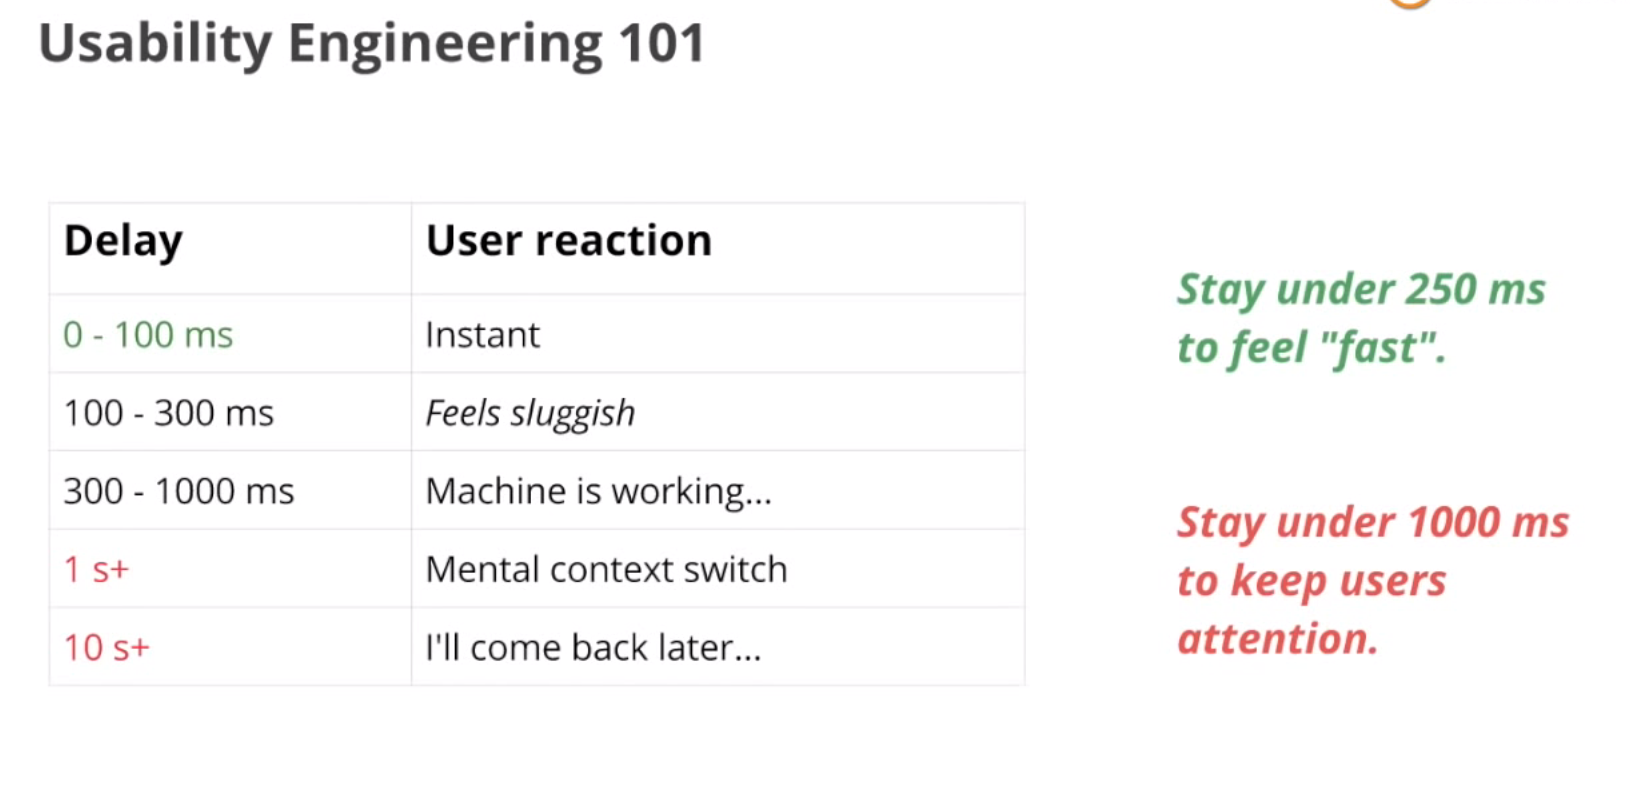 Usability Engineering 101
Delay User reaction
0 - 100 ms Instant
100 - 300 ms Feels sluggish
300 - 1000 ms Machine is working...
1 s+ Mental context switch
10 s+ I'll come back later...
Stay under 250 ms
to feel "fast".
Stay under 1000 ms
to keep users
attention.